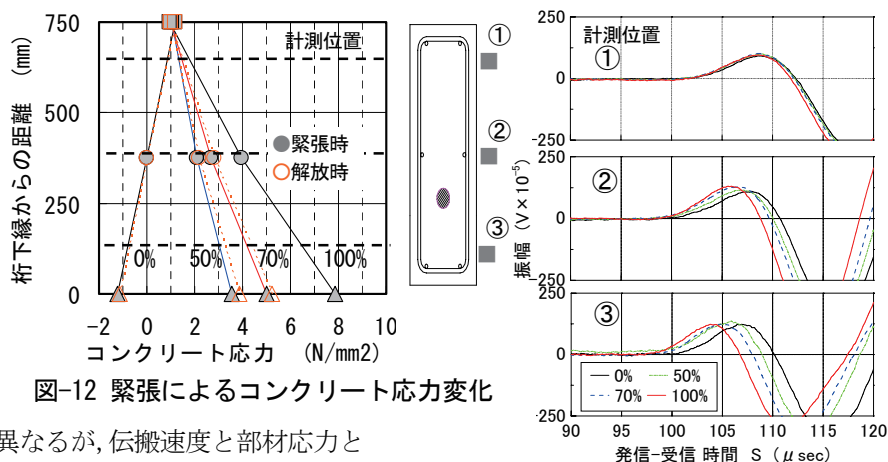 750
500
250
0
桁下縁からの距離 (mm)
計測位置
●緊張時
○解放時
0% 50% 70% 100%
-2 0 2 4 6 8 10
コンクリート応力 (N/mm2)
図-12 緊張によるコンクリート応力変化
異なるが,伝搬速度と部材応力と
①
②
③
250
0
-250
計測位置
①
250
0
-250
②
250
0
-250
③
振幅 (V×10⁻⁵)
0% 50%
70% 100%
90 95 100 105 110 115 120
発信-受信 時間 S (μsec)